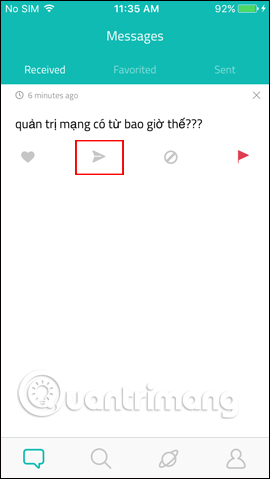 No SIM 11:35 AM 92%
Messages
Received Favorited Sent
6 minutes ago
quản trị mạng có từ bao giờ thế???
Quantrimang